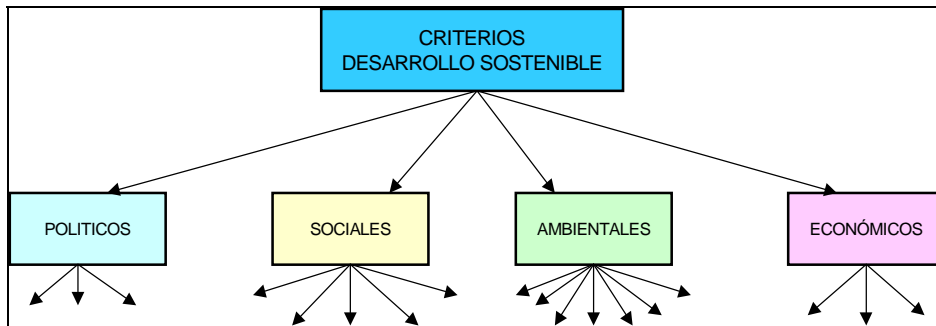 CRITERIOS
DESARROLLO SOSTENIBLE
POLITICOS
SOCIALES
AMBIENTALES
ECONÓMICOS